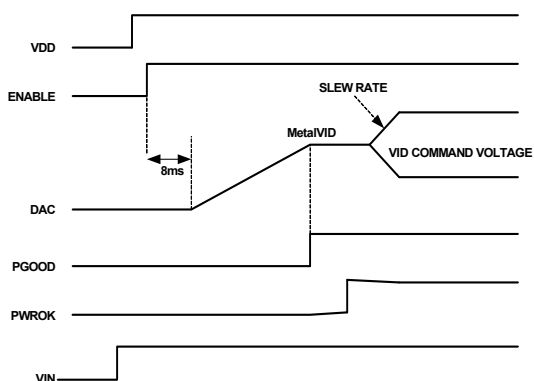 VDD
ENABLE
SLEW RATE
MetalVID
VID COMMAND VOLTAGE
8ms
DAC
PGOOD
PWROK
VIN